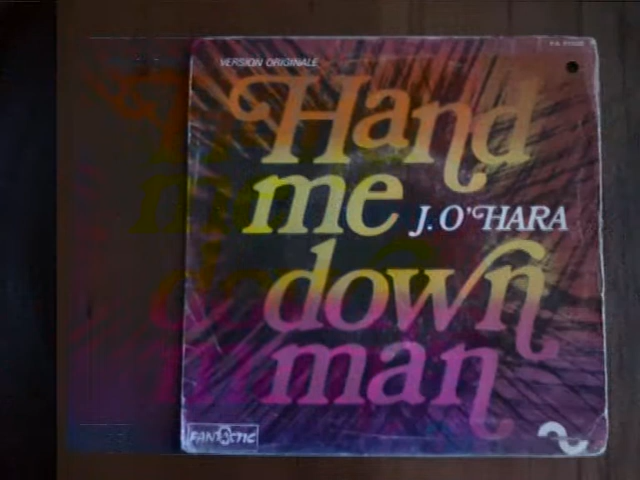 VERSION ORIGINALE
Hand
me
J. O'HARA
down
man
FANTASTIC